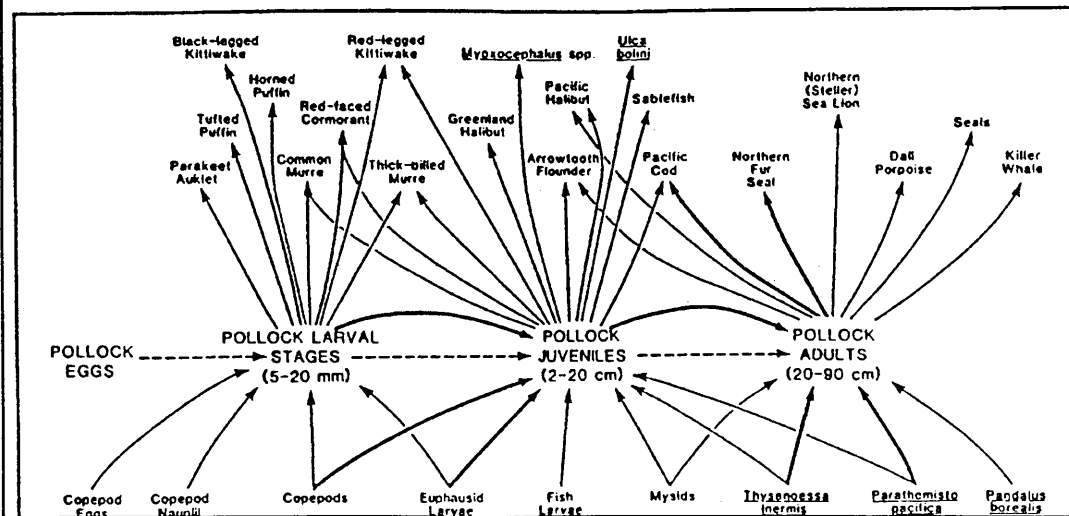 Black-legged
Kittiwake
Red-legged
Kittiwake
Myoxocephalus spp.
Ulca
bolini
Horned
Puffin
Pacific
Halibut
Northern
(Steller)
Sea Lion
Red-faced
Cormorant
Sablefish
Tufted
Puffin
Greenland
Halibut
Seals
Parakeet
Auklet
Common
Murre
Thick-billed
Murre
Arrowtooth
Flounder
Pacific
Cod
Northern
Fur
Seal
Dall
Porpoise
Killer
Whale
POLLOCK
EGGS
POLLOCK LARVAL
STAGES
(5-20 mm)
POLLOCK
JUVENILES
(2-20 cm)
POLLOCK
ADULTS
(20-90 cm)
Copepod
Eggs
Copepod
Nauplii
Copepods
Euphausid
Larvae
Fish
Larvae
Mysids
Thysanoessa
inermis
Parathemisto
pacifica
Pandalus
borealis